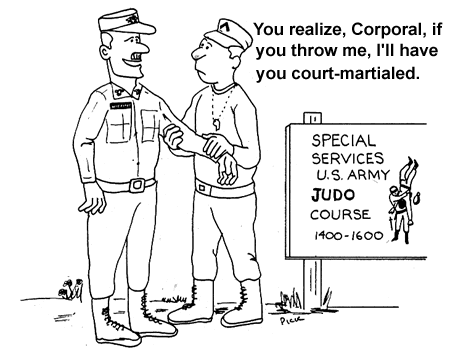 You realize, Corporal, if
you throw me, I'll have
you court-martialed.
SPECIAL
SERVICES
U.S. ARMY
JUDO
COURSE
1400-1600